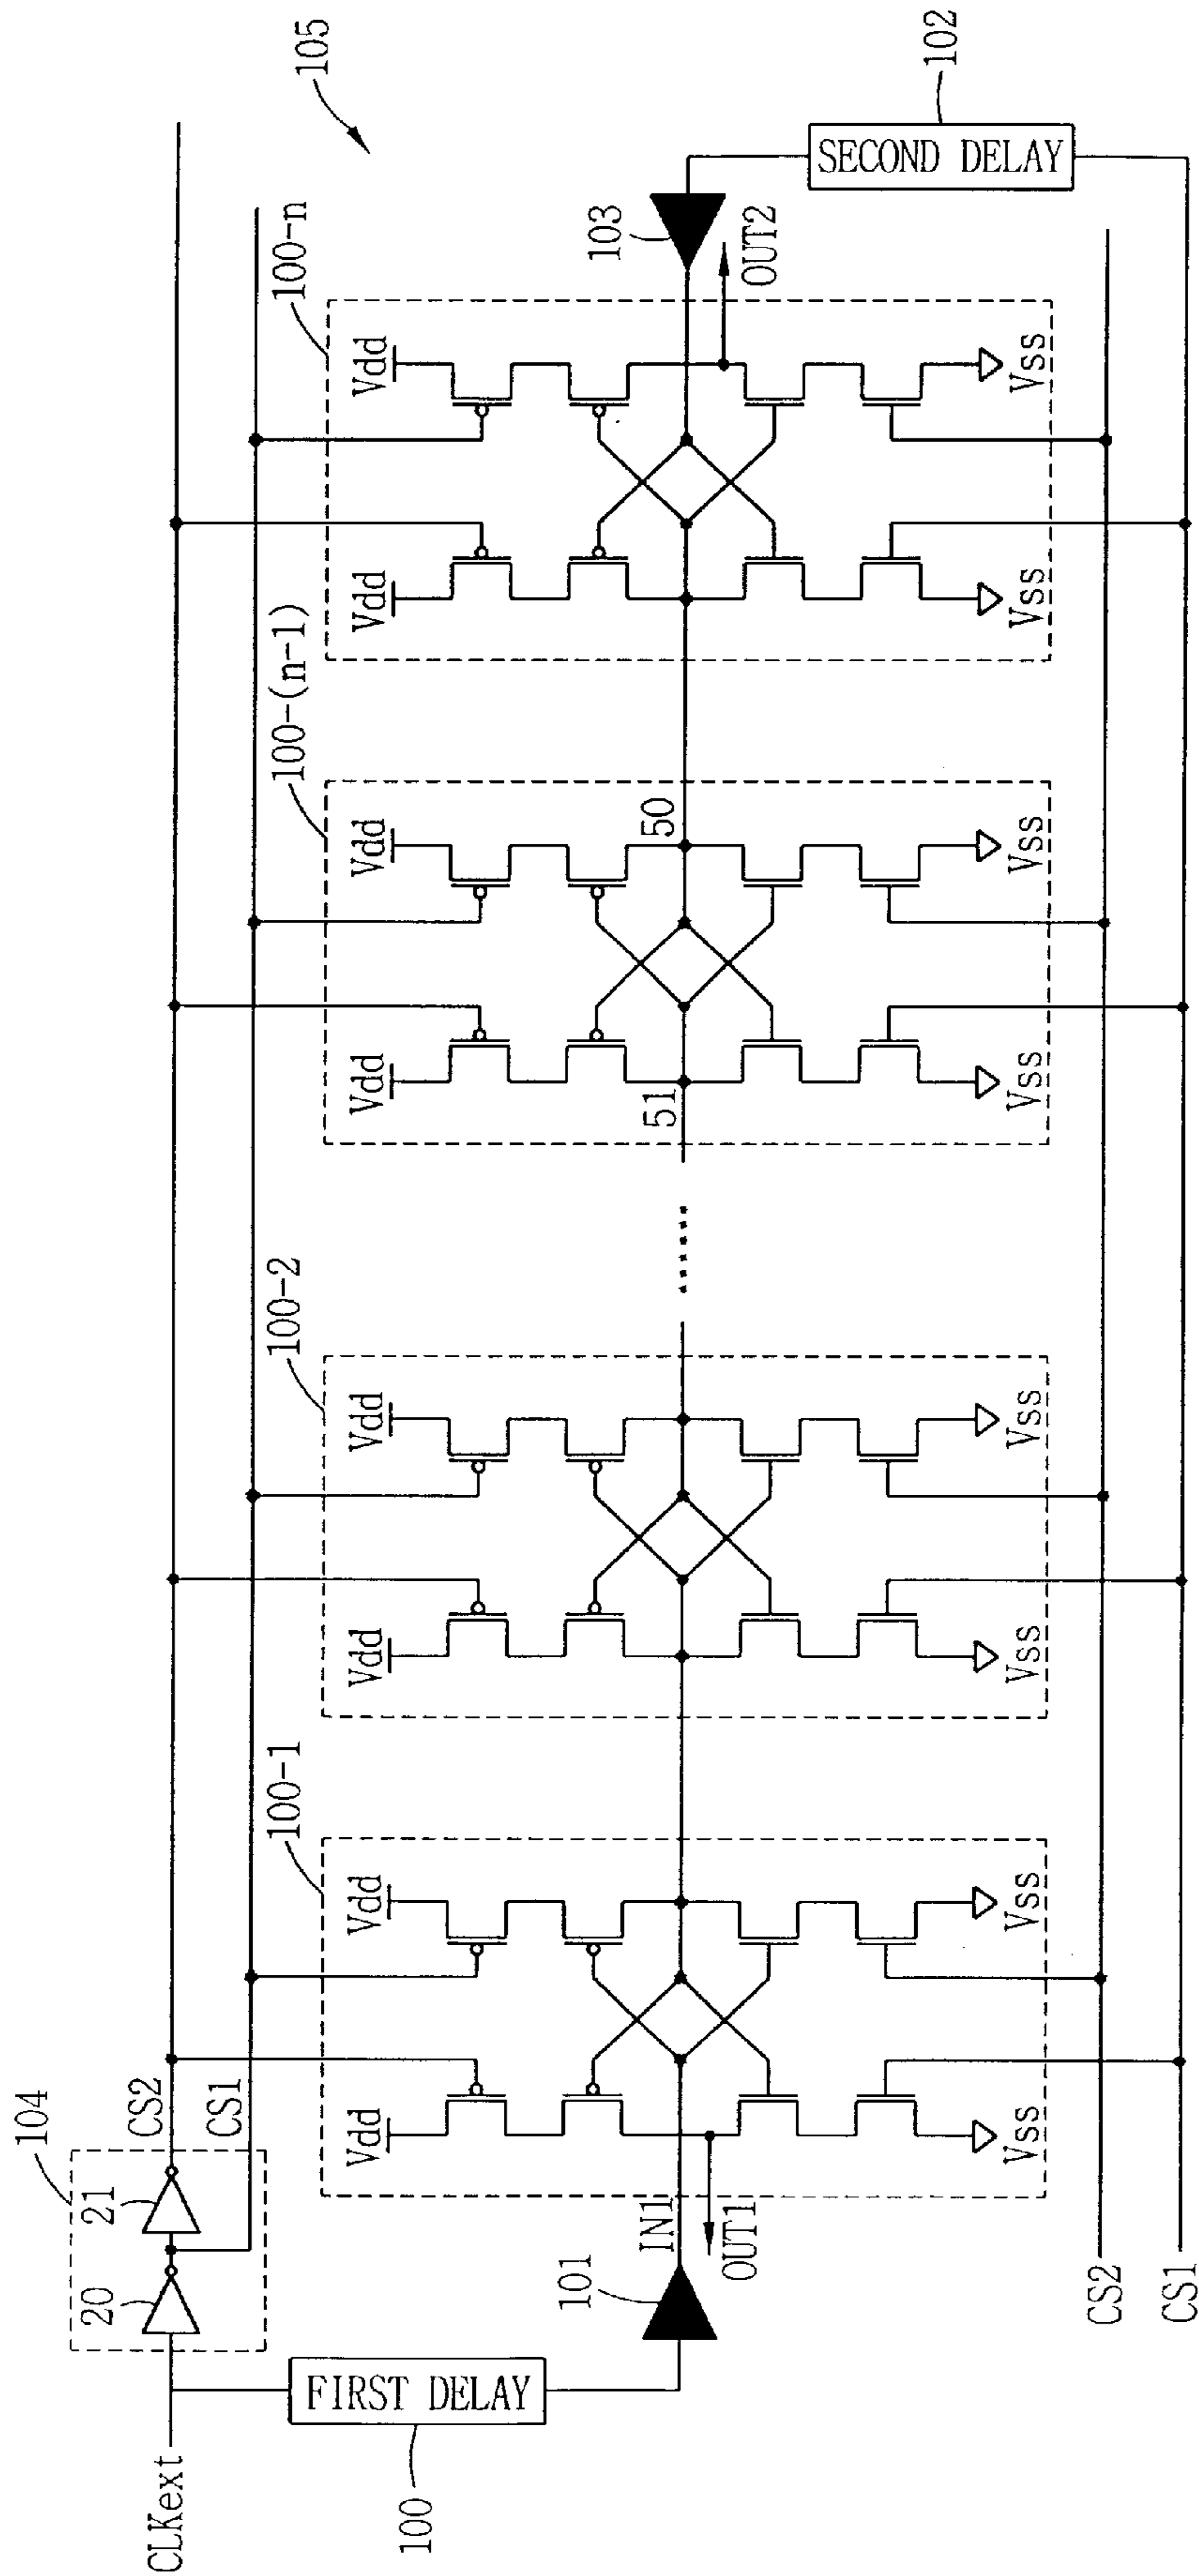 104
20
21
CS2
CLKext
CS1
100-1
100-2
100-(n-1)
100-n
105
Vdd
Vdd
Vdd
Vdd
Vdd
Vdd
Vdd
Vdd
FIRST DELAY
100
101
103
IN1
51
50
OUT1
OUT2
SECOND DELAY
102
Vss
Vss
Vss
Vss
Vss
Vss
Vss
Vss
CS2
CS1